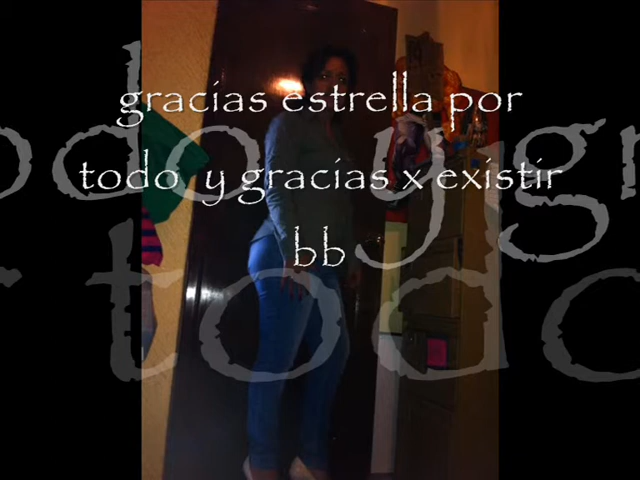 gracias estrella por
todo y gracias x existir
bb